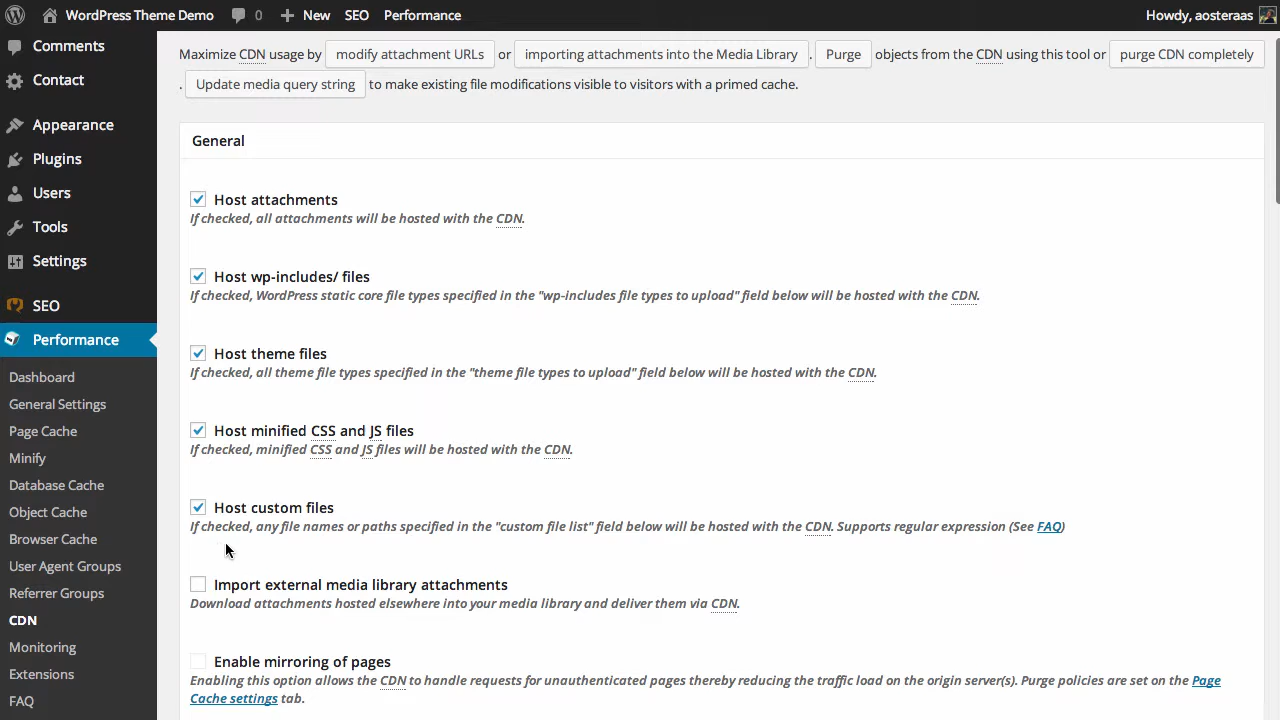 WordPress Theme Demo 0 New SEO Performance Howdy, aosteraas
Comments
Contact
Appearance
Plugins
Users
Tools
Settings
SEO
Performance
Dashboard
General Settings
Page Cache
Minify
Database Cache
Object Cache
Browser Cache
User Agent Groups
Referrer Groups
CDN
Monitoring
Extensions
FAQ
Maximize CDN usage by modify attachment URLs or importing attachments into the Media Library . Purge objects from the CDN using this tool or purge CDN completely
. Update media query string to make existing file modifications visible to visitors with a primed cache.
General
Host attachments
If checked, all attachments will be hosted with the CDN.
Host wp-includes/ files
If checked, WordPress static core file types specified in the "wp-includes file types to upload" field below will be hosted with the CDN.
Host theme files
If checked, all theme file types specified in the "theme file types to upload" field below will be hosted with the CDN.
Host minified CSS and JS files
If checked, minified CSS and JS files will be hosted with the CDN.
Host custom files
If checked, any file names or paths specified in the "custom file list" field below will be hosted with the CDN. Supports regular expression (See FAQ)
Import external media library attachments
Download attachments hosted elsewhere into your media library and deliver them via CDN.
Enable mirroring of pages
Enabling this option allows the CDN to handle requests for unauthenticated pages thereby reducing the traffic load on the origin server(s). Purge policies are set on the Page
Cache settings tab.